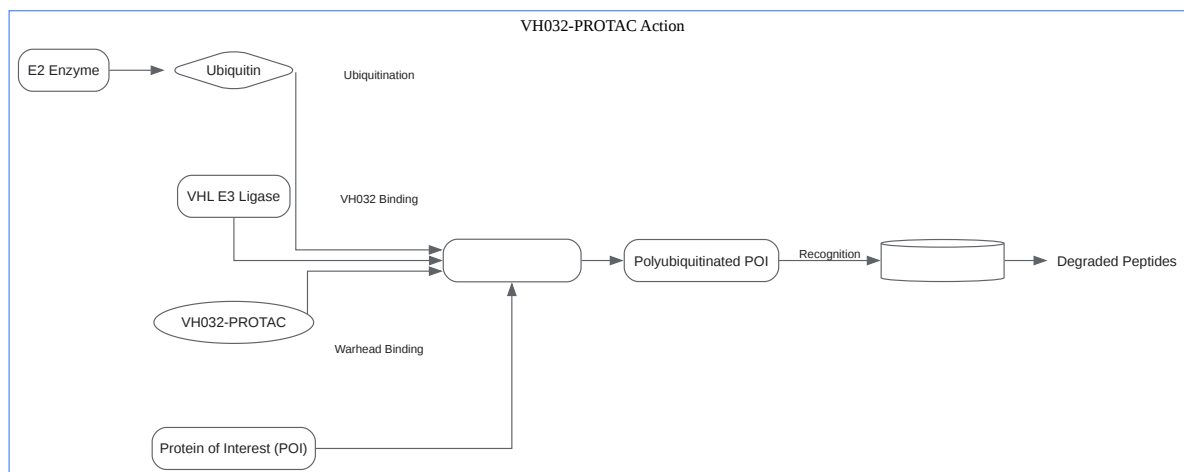 VH032-PROTAC Action
E2 Enzyme
Ubiquitin
Ubiquitination
VHL E3 Ligase
VH032 Binding
Polyubiquitinated POI
Recognition
Degraded Peptides
VH032-PROTAC
Warhead Binding
Protein of Interest (POI)